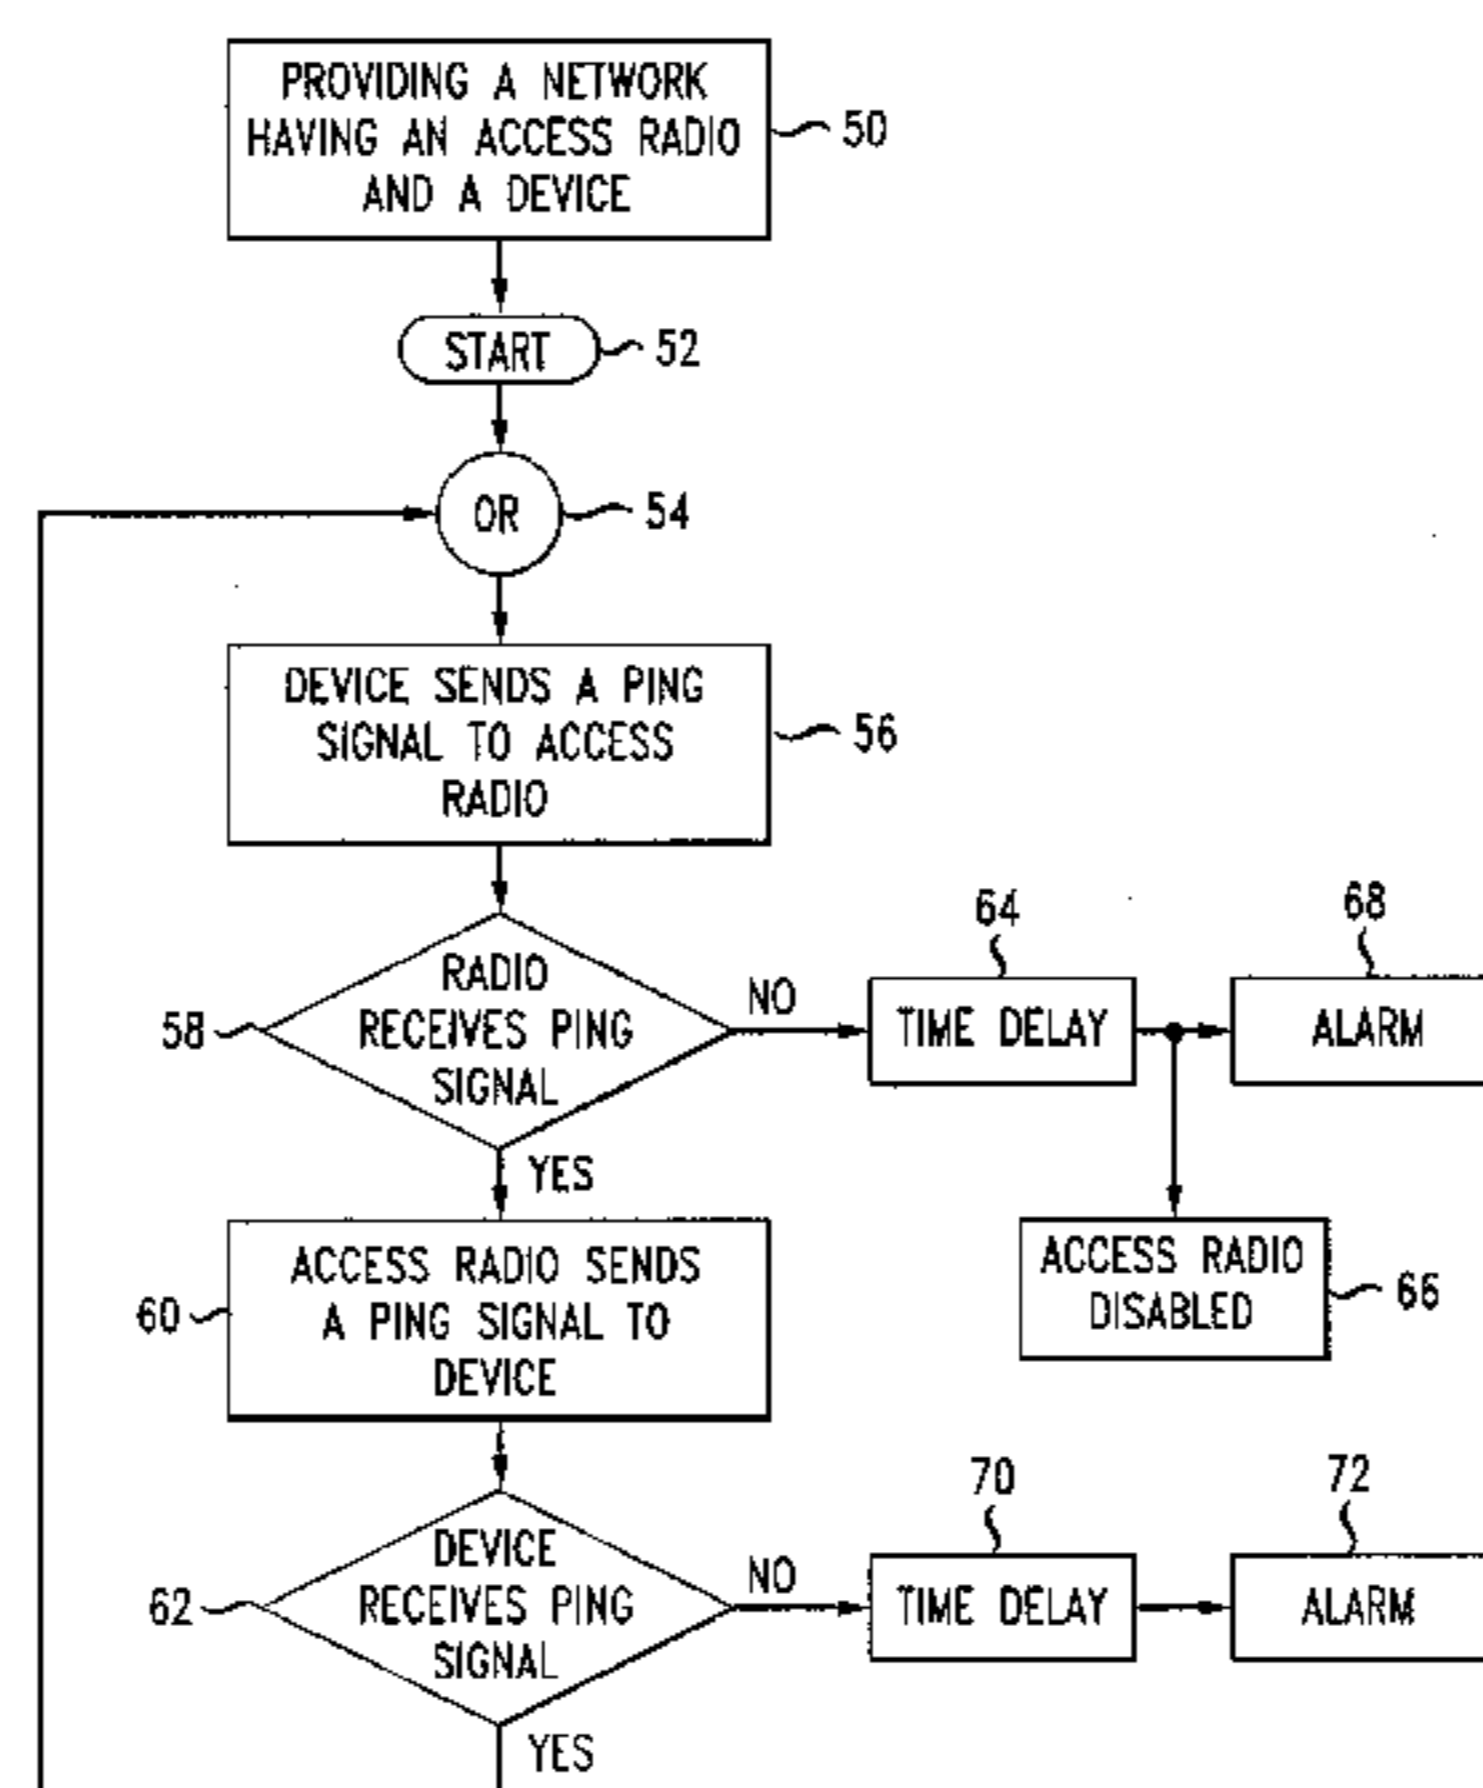 PROVIDING A NETWORK
HAVING AN ACCESS RADIO
AND A DEVICE
50
START
52
OR
54
DEVICE SENDS A PING
SIGNAL TO ACCESS
RADIO
56
RADIO
RECEIVES PING
SIGNAL
58
NO
64
TIME DELAY
68
ALARM
YES
ACCESS RADIO
DISABLED
66
ACCESS RADIO SENDS
A PING SIGNAL TO
DEVICE
60
DEVICE
RECEIVES PING
SIGNAL
62
NO
70
TIME DELAY
72
ALARM
YES